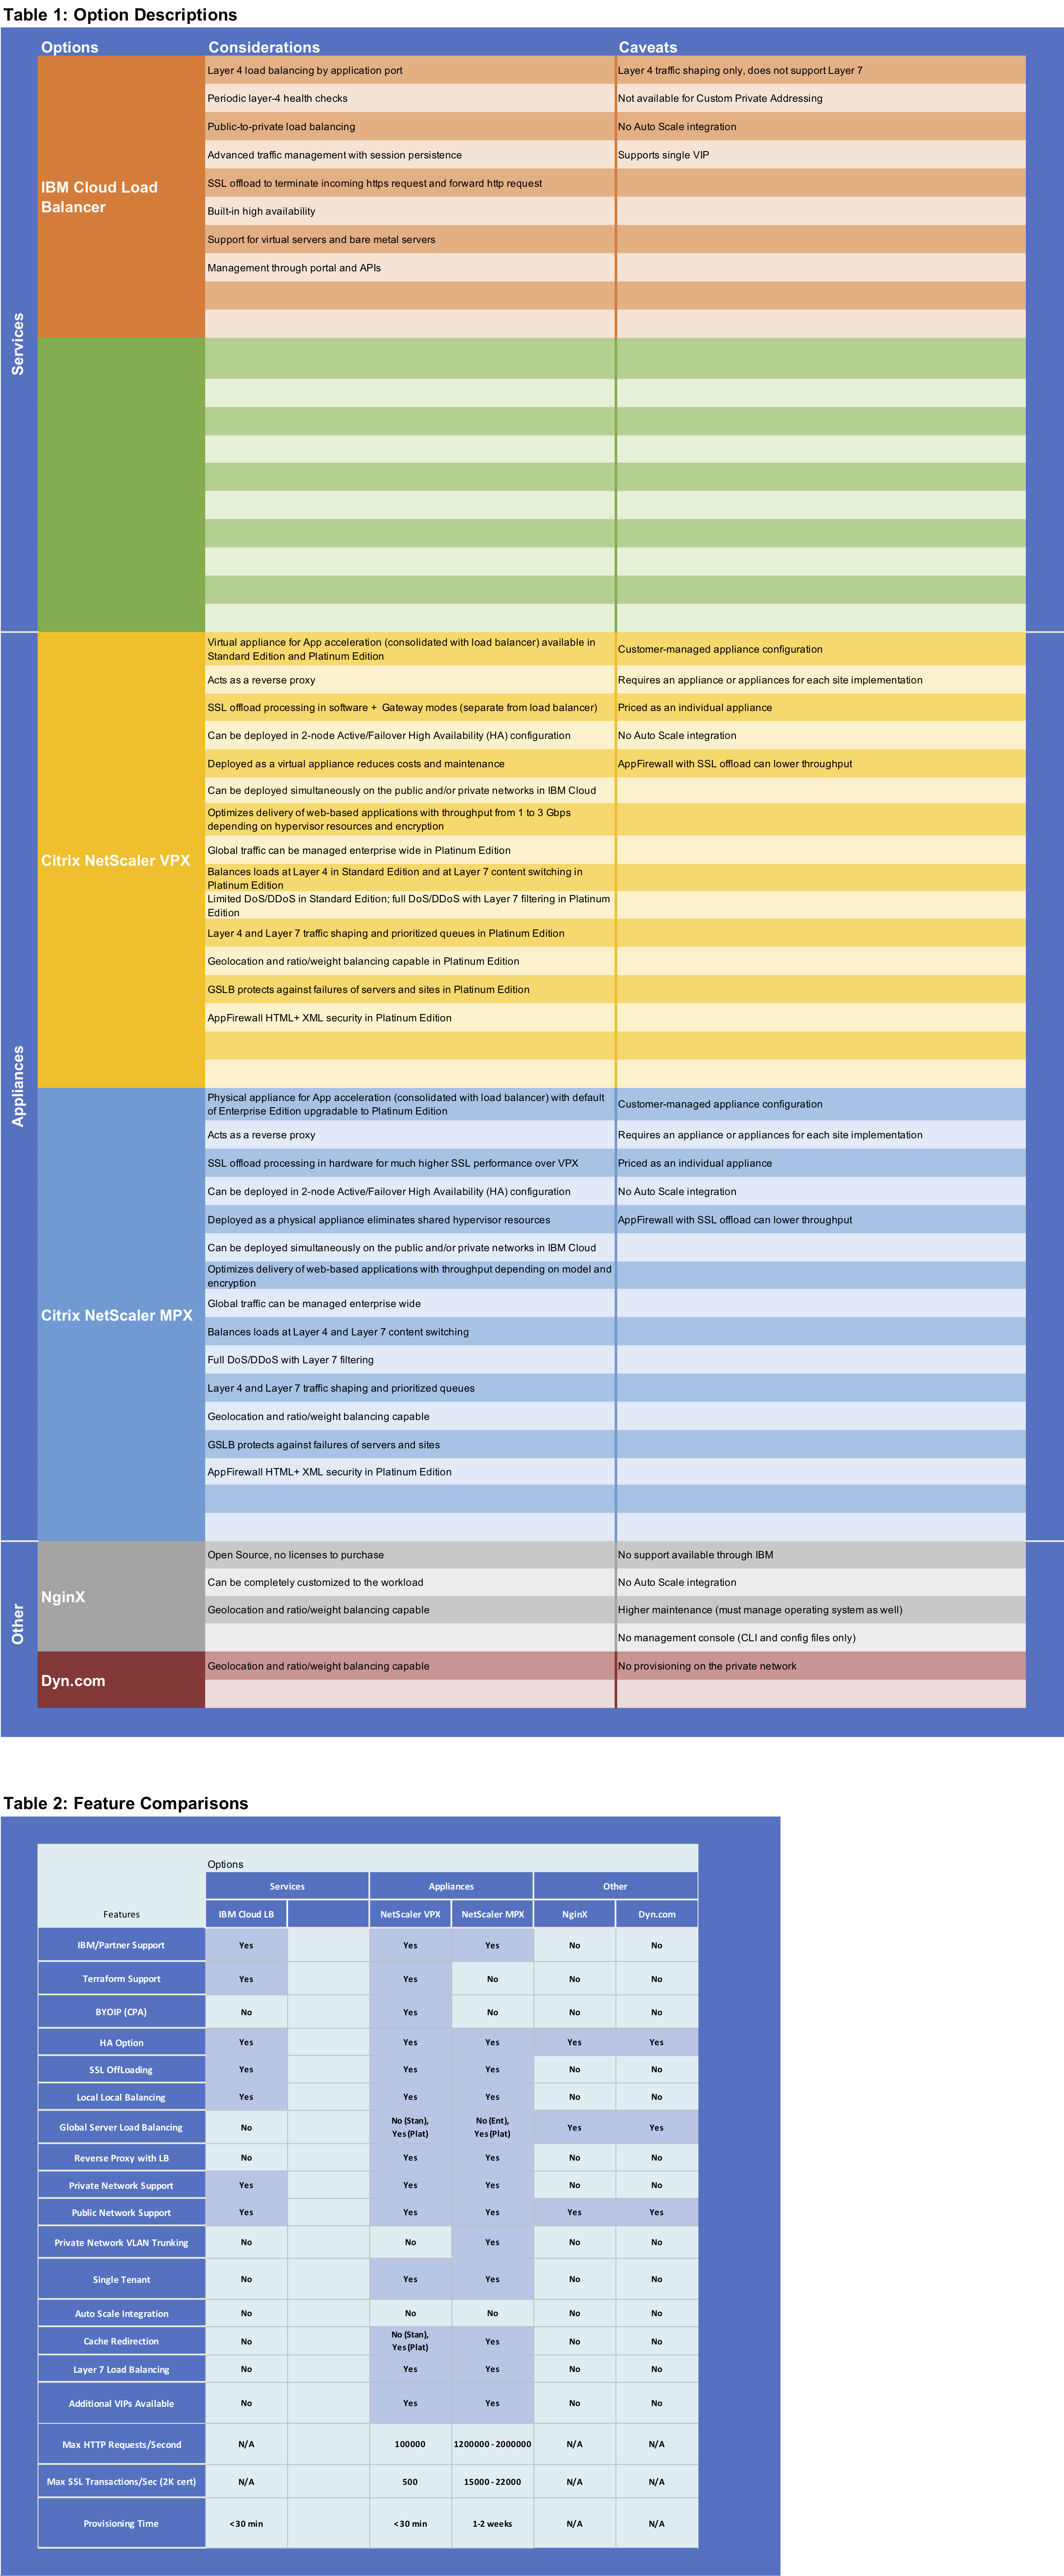 Table 1: Option Descriptions
Options Considerations Caveats
Services
IBM Cloud Load
Balancer
Layer 4 load balancing by application port Layer 4 traffic shaping only, does not support Layer 7
Periodic layer-4 health checks Not available for Custom Private Addressing
Public-to-private load balancing No Auto Scale integration
Advanced traffic management with session persistence Supports single VIP
SSL offload to terminate incoming https request and forward http request
Built-in high availability
Support for virtual servers and bare metal servers
Management through portal and APIs
Appliances
Citrix NetScaler VPX
Virtual appliance for App acceleration (consolidated with load balancer) available in
Standard Edition and Platinum Edition
Customer-managed appliance configuration
Acts as a reverse proxy Requires an appliance or appliances for each site implementation
SSL offload processing in software + Gateway modes (separate from load balancer) Priced as an individual appliance
Can be deployed in 2-node Active/Failover High Availability (HA) configuration No Auto Scale integration
Deployed as a virtual appliance reduces costs and maintenance AppFirewall with SSL offload can lower throughput
Can be deployed simultaneously on the public and/or private networks in IBM Cloud
Optimizes delivery of web-based applications with throughput from 1 to 3 Gbps
depending on hypervisor resources and encryption
Global traffic can be managed enterprise wide in Platinum Edition
Balances loads at Layer 4 in Standard Edition and at Layer 7 content switching in
Platinum Edition
Limited DoS/DDoS in Standard Edition; full DoS/DDoS with Layer 7 filtering in Platinum
Edition
Layer 4 and Layer 7 traffic shaping and prioritized queues in Platinum Edition
Geolocation and ratio/weight balancing capable in Platinum Edition
GSLB protects against failures of servers and sites in Platinum Edition
AppFirewall HTML+ XML security in Platinum Edition
Citrix NetScaler MPX
Physical appliance for App acceleration (consolidated with load balancer) with default
of Enterprise Edition upgradable to Platinum Edition
Customer-managed appliance configuration
Acts as a reverse proxy Requires an appliance or appliances for each site implementation
SSL offload processing in hardware for much higher SSL performance over VPX Priced as an individual appliance
Can be deployed in 2-node Active/Failover High Availability (HA) configuration No Auto Scale integration
Deployed as a physical appliance eliminates shared hypervisor resources AppFirewall with SSL offload can lower throughput
Can be deployed simultaneously on the public and/or private networks in IBM Cloud
Optimizes delivery of web-based applications with throughput depending on model and
encryption
Global traffic can be managed enterprise wide
Balances loads at Layer 4 and Layer 7 content switching
Full DoS/DDoS with Layer 7 filtering
Layer 4 and Layer 7 traffic shaping and prioritized queues
Geolocation and ratio/weight balancing capable
GSLB protects against failures of servers and sites
AppFirewall HTML+ XML security in Platinum Edition
Other
NginX
Open Source, no licenses to purchase No support available through IBM
Can be completely customized to the workload No Auto Scale integration
Geolocation and ratio/weight balancing capable Higher maintenance (must manage operating system as well)
No management console (CLI and config files only)
Dyn.com
Geolocation and ratio/weight balancing capable No provisioning on the private network
Table 2: Feature Comparisons
Options
Services Appliances Other
Features IBM Cloud LB NetScaler VPX NetScaler MPX NginX Dyn.com
IBM/Partner Support Yes Yes Yes No No
Terraform Support Yes Yes No No No
BYOIP (CPA) No Yes No No No
HA Option Yes Yes Yes Yes Yes
SSL OffLoading Yes Yes Yes No No
Local Local Balancing Yes Yes Yes No No
Global Server Load Balancing No No (Stan), Yes (Plat) No (Ent), Yes (Plat) Yes Yes
Reverse Proxy with LB No Yes Yes No No
Private Network Support Yes Yes Yes No No
Public Network Support Yes Yes Yes Yes Yes
Private Network VLAN Trunking No No Yes No No
Single Tenant No Yes Yes No No
Auto Scale Integration No No No No No
Cache Redirection No No (Stan), Yes (Plat) Yes No No
Layer 7 Load Balancing No Yes Yes No No
Additional VIPs Available No Yes Yes No No
Max HTTP Requests/Second N/A 100000 1200000 - 2000000 N/A N/A
Max SSL Transactions/Sec (2K cert) N/A 500 15000 - 22000 N/A N/A
Provisioning Time < 30 min < 30 min 1-2 weeks N/A N/A